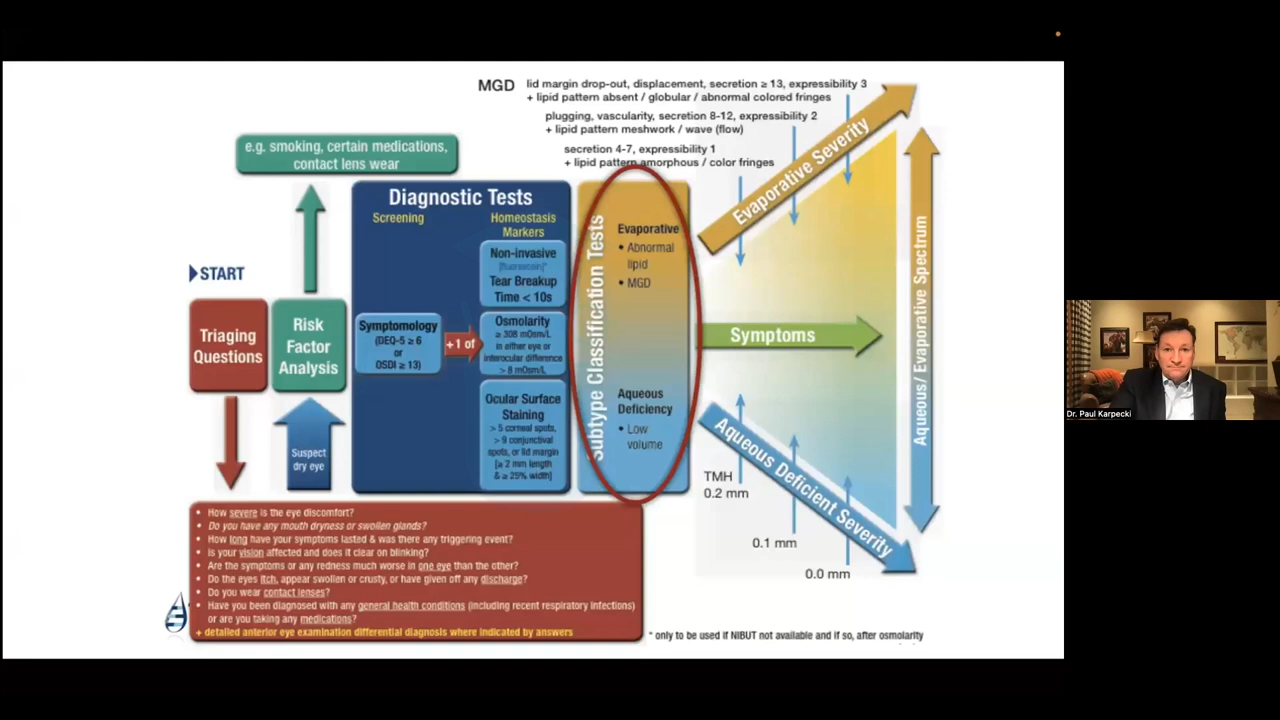 MGD
lid margin drop-out, displacement, secretion ≥ 13, expressibility 3
+ lipid pattern absent / globular / abnormal colored fringes
plugging, vascularity, secretion 8-12, expressibility 2
+ lipid pattern meshwork / wave (flow)
secretion 4-7, expressibility 1
+ lipid pattern amorphous / color fringes
e.g. smoking, certain medications,
contact lens wear
START
Triaging
Questions
Risk
Factor
Analysis
Suspect
dry eye
Diagnostic Tests
Screening
Homeostasis
Markers
Symptomology
(DEQ-5 ≥ 6
or
OSDI ≥ 13)
+1 of
Non-invasive
[fluorescein]*
Tear Breakup
Time < 10s
Osmolarity
≥ 308 mOsm/L
in either eye or
interocular difference
> 8 mOsm/L
Ocular Surface
Staining
> 5 corneal spots,
> 9 conjunctival
spots, or lid margin
[≥ 2 mm length
& ≥ 25% width]
Subtype Classification Tests
Evaporative
• Abnormal
lipid
• MGD
Aqueous
Deficiency
• Low
volume
Evaporative Severity
Symptoms
Aqueous Deficient Severity
Aqueous/ Evaporative Spectrum
TMH
0.2 mm
0.1 mm
0.0 mm
• How severe is the eye discomfort?
• Do you have any mouth dryness or swollen glands?
• How long have your symptoms lasted & was there any triggering event?
• Is your vision affected and does it clear on blinking?
• Are the symptoms or any redness much worse in one eye than the other?
• Do the eyes itch, appear swollen or crusty, or have given off any discharge?
• Do you wear contact lenses?
• Have you been diagnosed with any general health conditions (including recent respiratory infections)
or are you taking any medications?
+ detailed anterior eye examination differential diagnosis where indicated by answers
* only to be used if NIBUT not available and if so, after osmolarity
Dr. Paul Karpecki